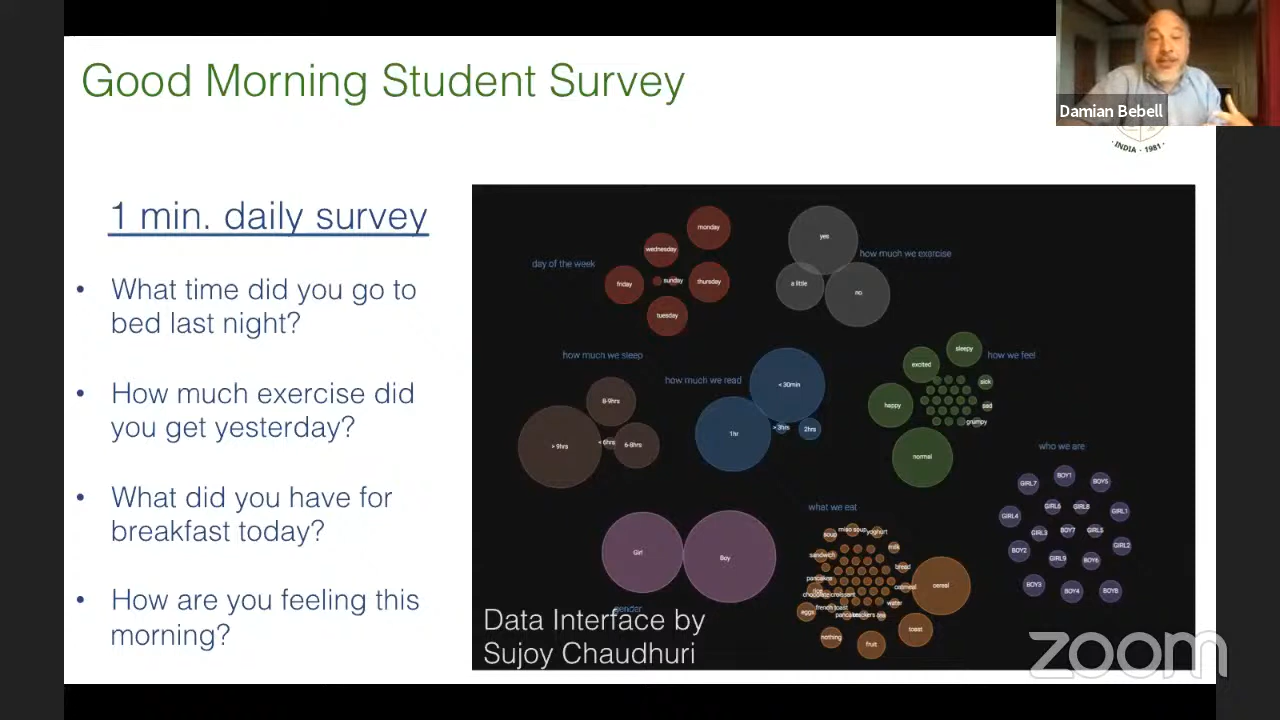 Good Morning Student Survey
Damian Bebell
· INDIA - 1981 ·
1 min. daily survey
• What time did you go to
bed last night?
• How much exercise did
you get yesterday?
• What did you have for
breakfast today?
• How are you feeling this
morning?
day of the week
monday
wednesday
friday
sunday
thursday
tuesday
how much we exercise
yes
a little
no
how much we sleep
8-9hrs
> 9hrs
< 6hrs
6-8hrs
how much we read
< 30min
1hr
> 3hrs
2hrs
how we feel
sleepy
excited
sick
happy
sad
grumpy
normal
who we are
GIRL7
BOY1
BOY5
GIRL4
GIRL6
GIRL8
GIRL1
GIRL3
BOY7
GIRL5
BOY2
GIRL9
BOY6
GIRL2
BOY3
BOY4
BOY8
Girl
Boy
gender
what we eat
soup
miso soup
yoghurt
sandwich
milk
bread
pancakes
oatmeal
cereal
chocolate croissant
water
eggs
french toast
pancakes
crackers
tea
nothing
toast
fruit
Data Interface by
Sujoy Chaudhuri
zoom